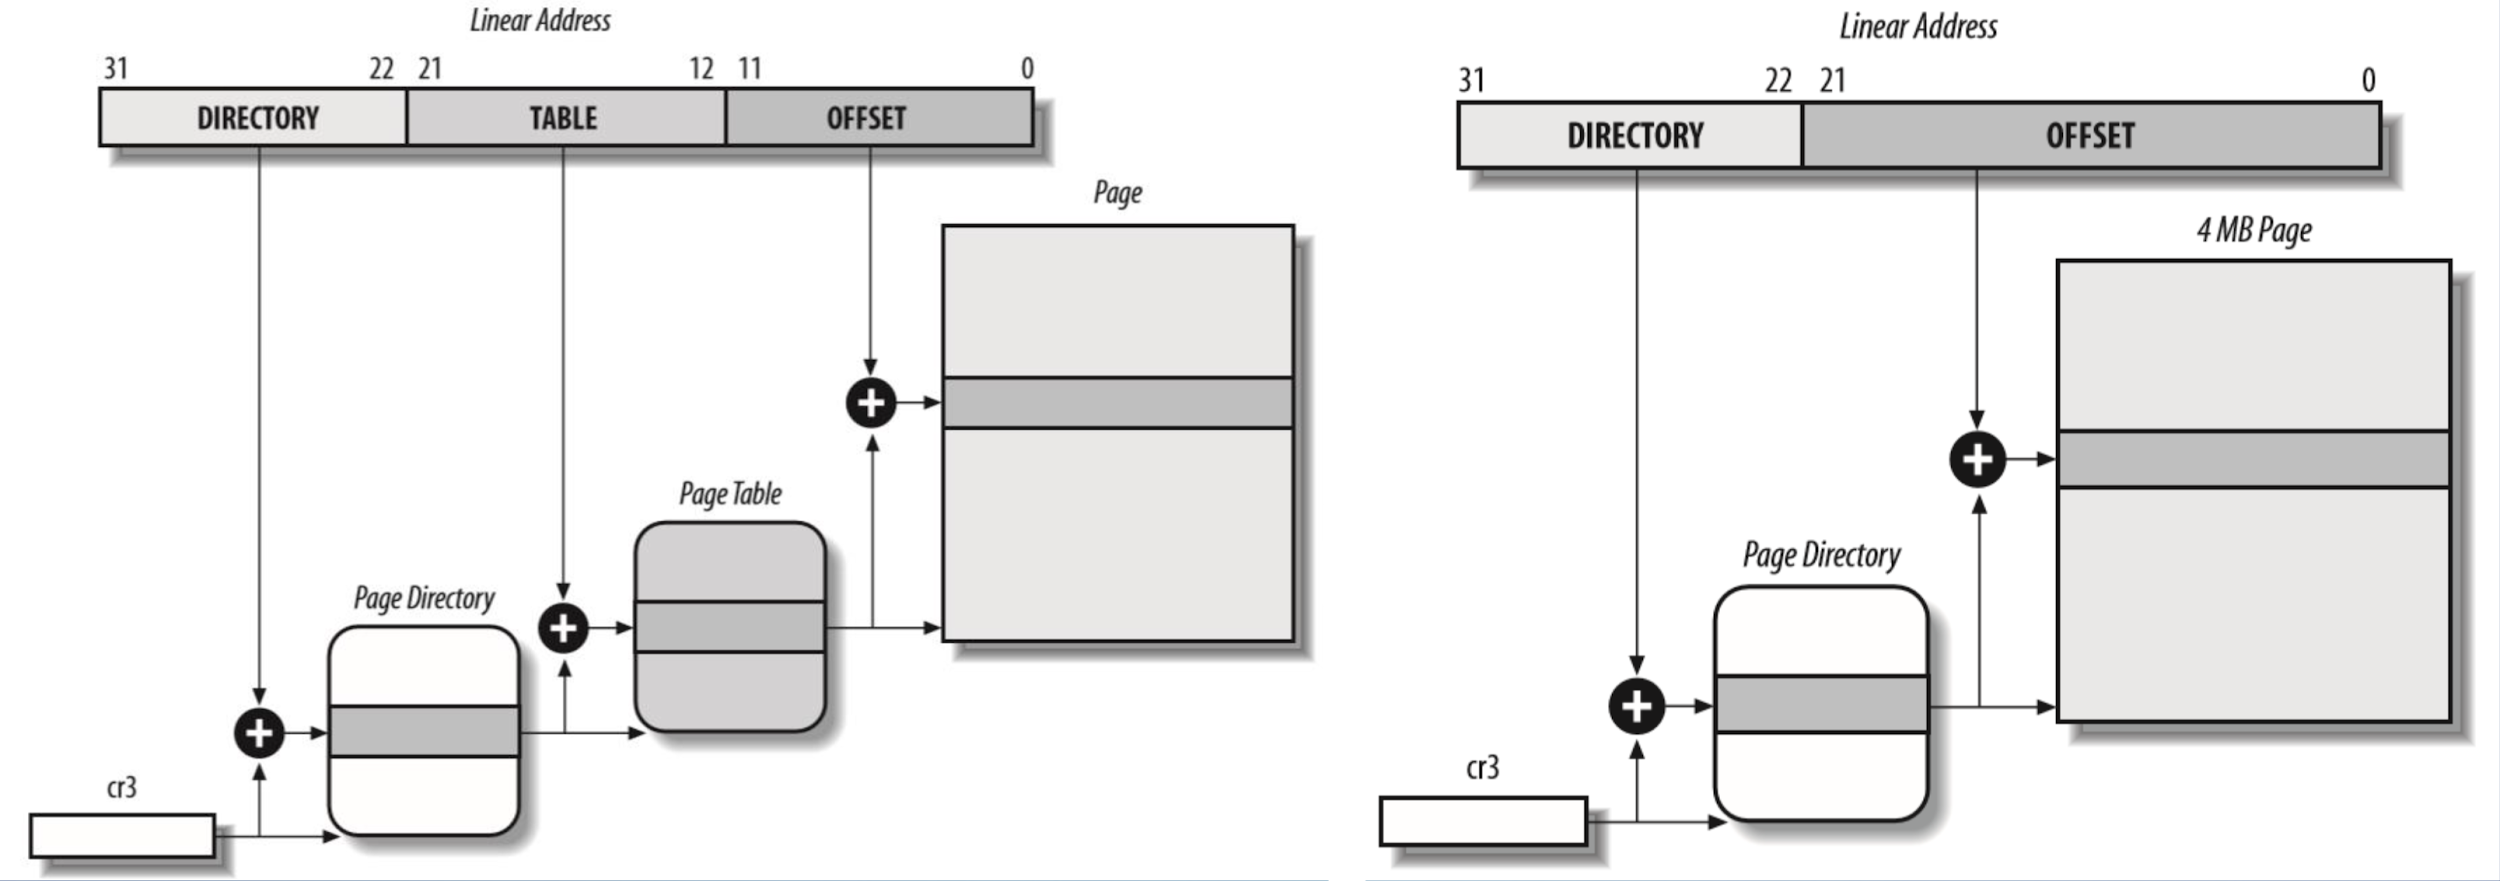 Linear Address
31 22 21 12 11 0
DIRECTORY TABLE OFFSET
Page
Page Table
Page Directory
cr3
Linear Address
31 22 21 0
DIRECTORY OFFSET
4 MB Page
Page Directory
cr3